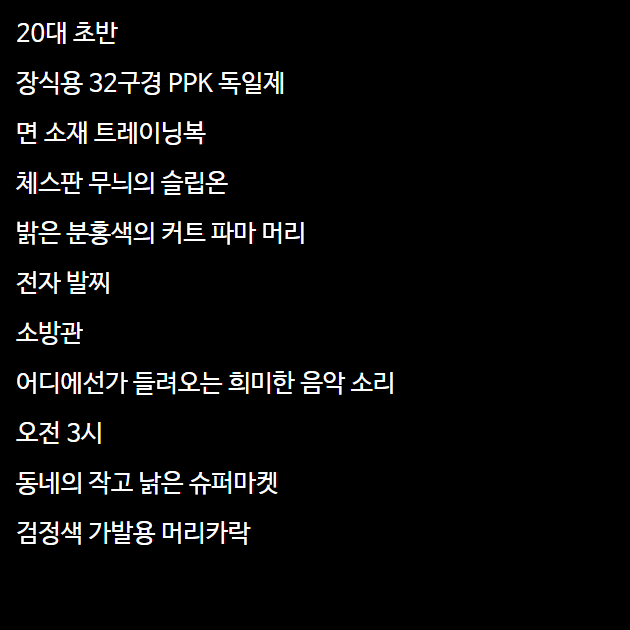 20대 초반
장식용 32구경 PPK 독일제
면 소재 트레이닝복
체스판 무늬의 슬립온
밝은 분홍색의 커트 파마 머리
전자 발찌
소방관
어디에선가 들려오는 희미한 음악 소리
오전 3시
동네의 작고 낡은 슈퍼마켓
검정색 가발용 머리카락